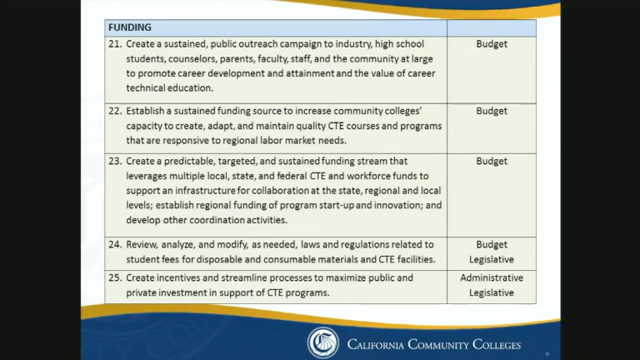 FUNDING
21. Create a sustained, public outreach campaign to industry, high school
students, counselors, parents, faculty, staff, and the community at large
to promote career development and attainment and the value of career
technical education.
Budget
22. Establish a sustained funding source to increase community colleges'
capacity to create, adapt, and maintain quality CTE courses and programs
that are responsive to regional labor market needs.
Budget
23. Create a predictable, targeted, and sustained funding stream that
leverages multiple local, state, and federal CTE and workforce funds to
support an infrastructure for collaboration at the state, regional and local
levels; establish regional funding of program start-up and innovation; and
develop other coordination activities.
Budget
24. Review, analyze, and modify, as needed, laws and regulations related to
student fees for disposable and consumable materials and CTE facilities.
Budget
Legislative
25. Create incentives and streamline processes to maximize public and
private investment in support of CTE programs.
Administrative
Legislative
CALIFORNIA COMMUNITY COLLEGES